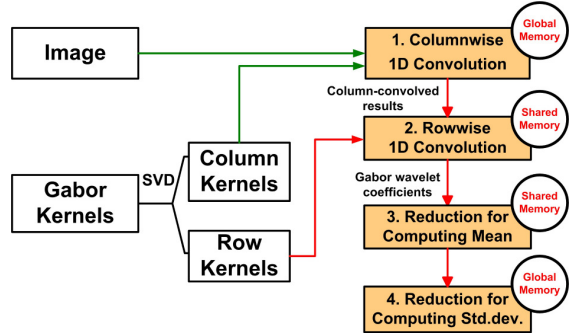 Image
1. Columnwise
1D Convolution
Global
Memory
Column-convolved
results
2. Rowwise
1D Convolution
Shared
Memory
Column
Kernels
SVD
Gabor
Kernels
Row
Kernels
Gabor wavelet
coefficients
3. Reduction for
Computing Mean
Shared
Memory
4. Reduction for
Computing Std.dev.
Global
Memory